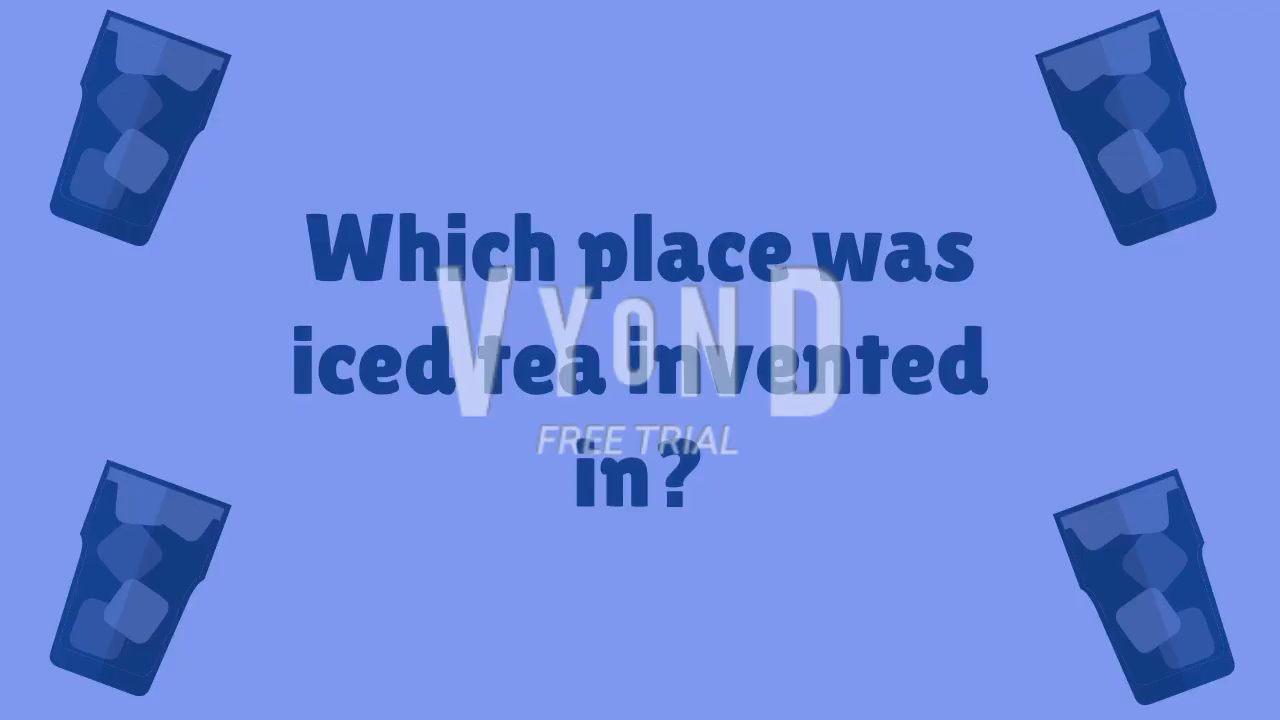 Which place was
iced tea invented
in?
VYOND
FREE TRIAL